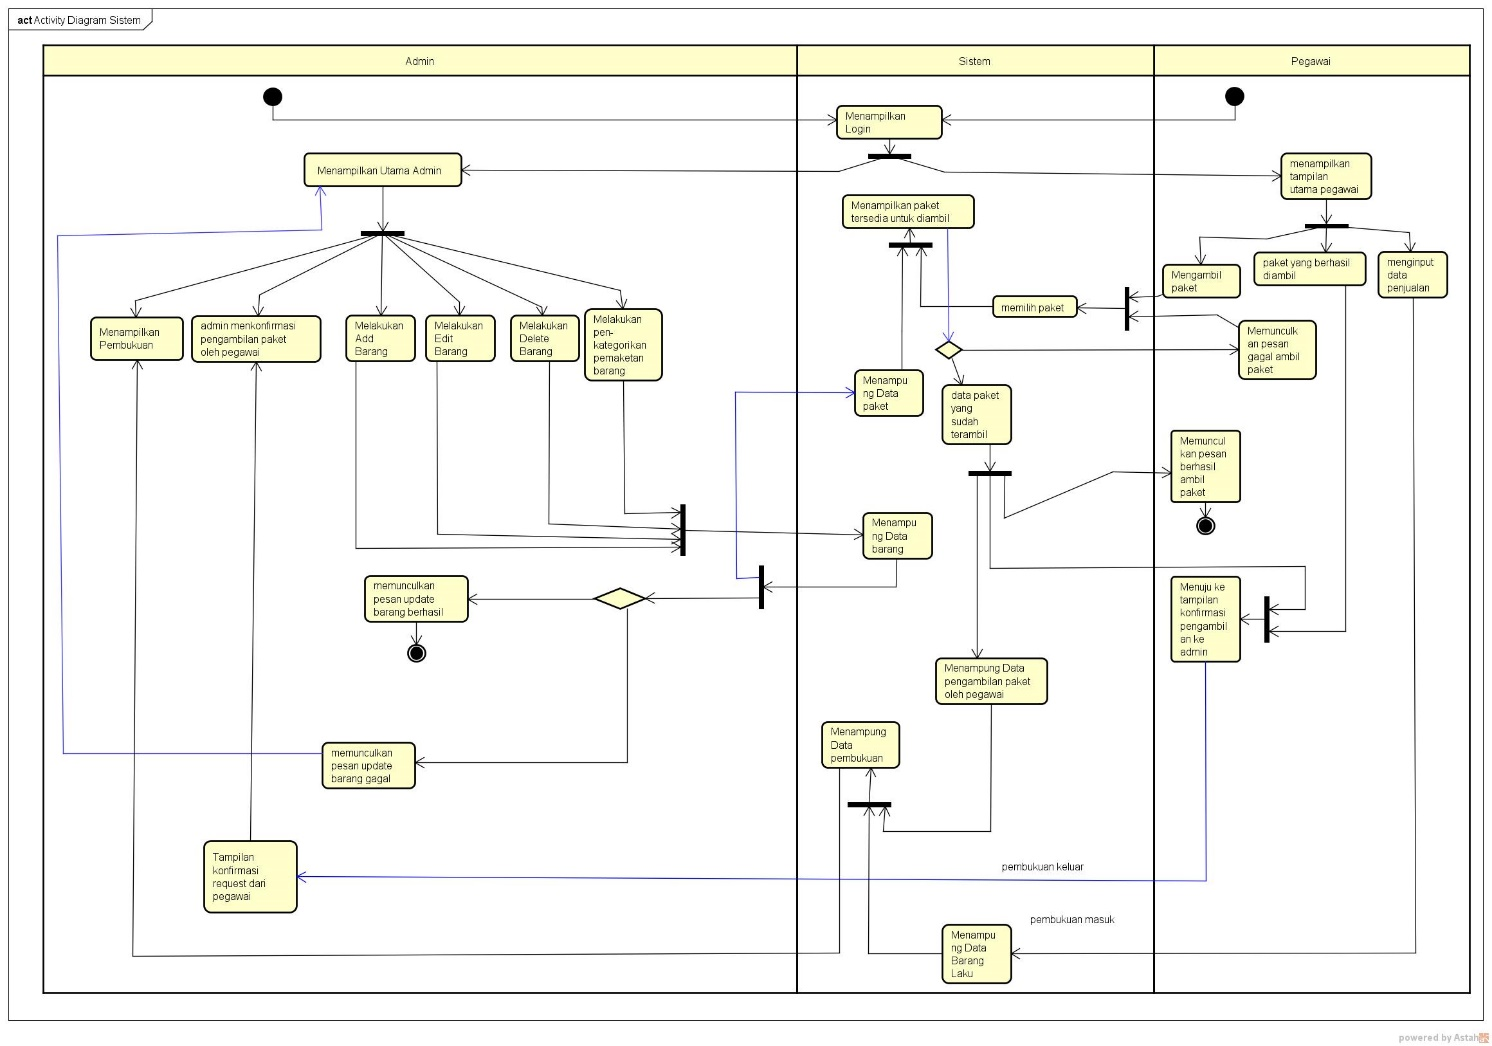 act Activity Diagram Sistem
Admin
Sistem
Pegawai
Menampilkan
Login
Menampilkan Utama Admin
menampilkan
tampilan
utama pegawai
Menampilkan paket
tersedia untuk diambil
Mengambil
paket
paket yang berhasil
diambil
menginput
data
penjualan
memilih paket
Menampilkan
Pembukuan
admin menkonfirmasi
pengambilan paket
oleh pegawai
Melakukan
Add
Barang
Melakukan
Edit
Barang
Melakukan
Delete
Barang
Melakukan
pen-
kategorikan
pemaketan
barang
Memunculk
an pesan
gagal ambil
paket
Menampu
ng Data
paket
data paket
yang
sudah
terambil
Memuncul
kan pesan
berhasil
ambil
paket
Menampu
ng Data
barang
memunculkan
pesan update
barang berhasil
Menuju ke
tampilan
konfirmasi
pengambil
an ke
admin
Menampung Data
pengambilan paket
oleh pegawai
Menampung
Data
pembukuan
memunculkan
pesan update
barang gagal
Tampilan
konfirmasi
request dari
pegawai
pembukuan keluar
pembukuan masuk
Menampu
ng Data
Barang
Laku
powered by Astah